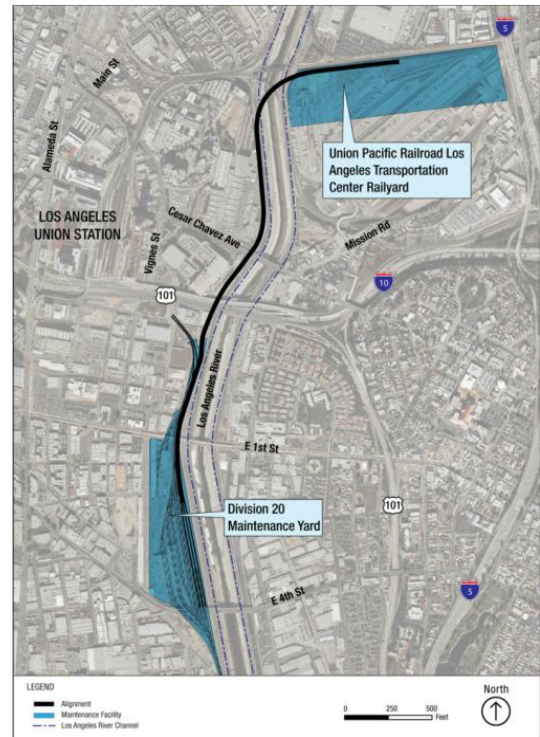 5
Main St
Alameda St
Union Pacific Railroad Los
Angeles Transportation
Center Railyard
LOS ANGELES
UNION STATION
Cesar Chavez Ave
Vignes St
Mission Rd
10
101
Los Angeles River
E 1st St
Division 20
Maintenance Yard
101
E 4th St
5
LEGEND
Alignment
Maintenance Facility
Los Angeles River Channel
0 250 500
Feet
North